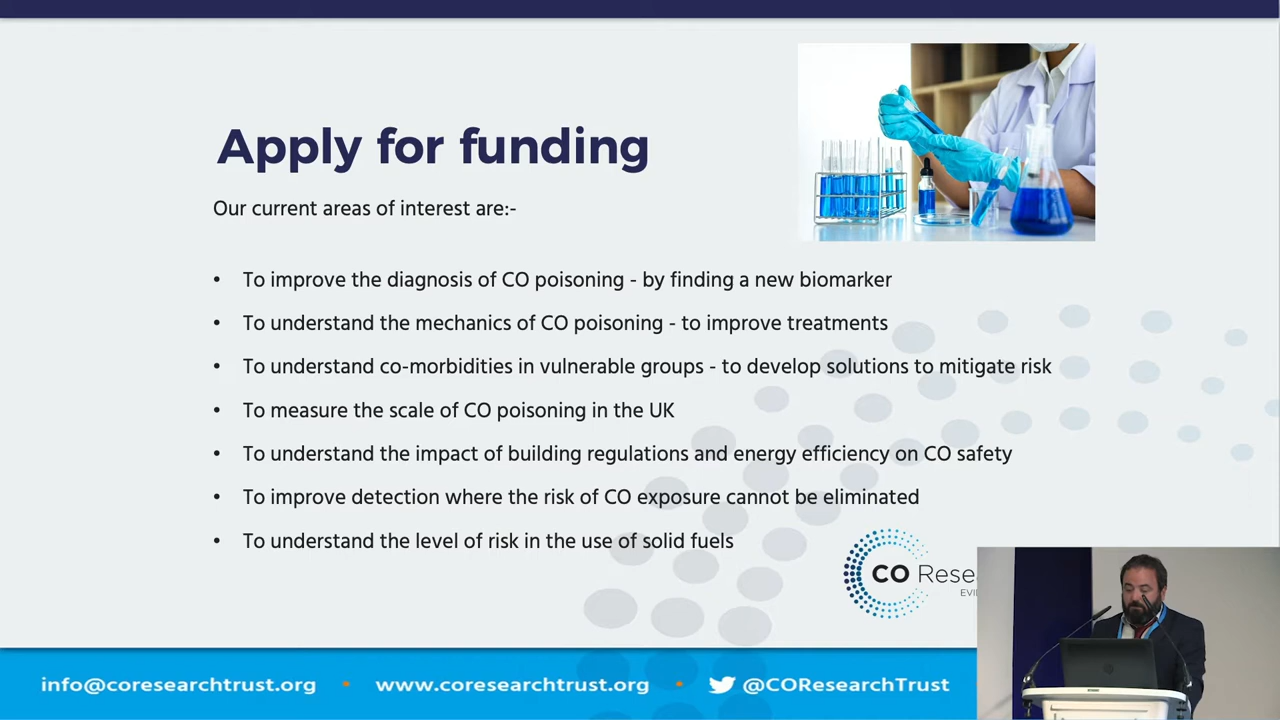 Apply for funding
Our current areas of interest are:-
• To improve the diagnosis of CO poisoning - by finding a new biomarker
• To understand the mechanics of CO poisoning - to improve treatments
• To understand co-morbidities in vulnerable groups - to develop solutions to mitigate risk
• To measure the scale of CO poisoning in the UK
• To understand the impact of building regulations and energy efficiency on CO safety
• To improve detection where the risk of CO exposure cannot be eliminated
• To understand the level of risk in the use of solid fuels
CO
info@coresearchtrust.org • www.coresearchtrust.org • @COResearchTrust